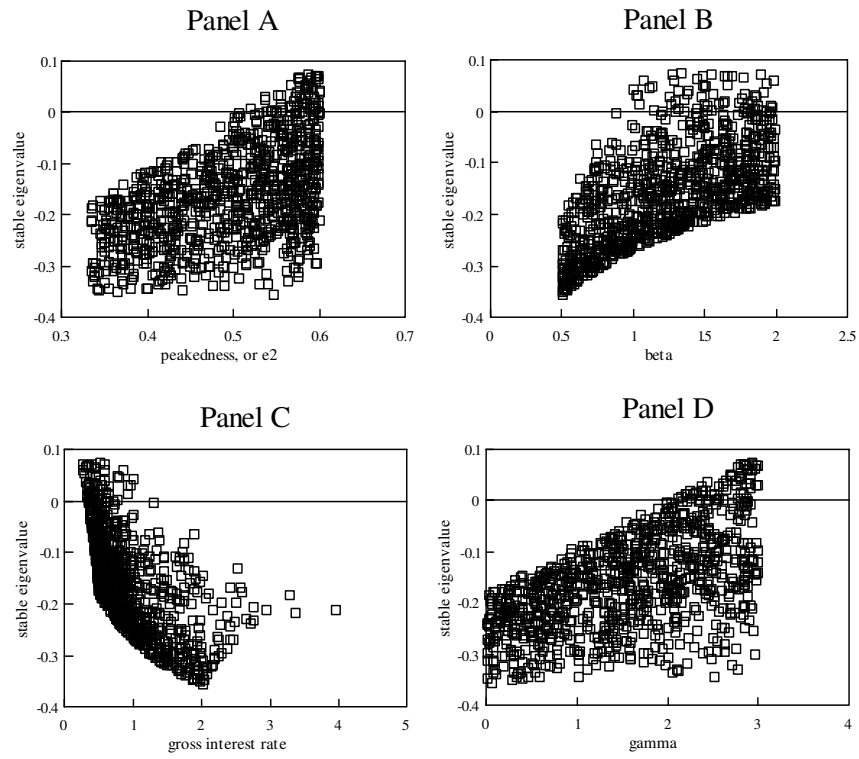 Panel A
0.1
0
-0.1
-0.2
-0.3
-0.4
stable eigenvalue
0.3 0.4 0.5 0.6 0.7
peakedness, or e2
Panel B
0.1
0
-0.1
-0.2
-0.3
-0.4
stable eigenvalue
0 0.5 1 1.5 2 2.5
beta
Panel C
0.1
0
-0.1
-0.2
-0.3
-0.4
stable eigenvalue
0 1 2 3 4 5
gross interest rate
Panel D
0.1
0
-0.1
-0.2
-0.3
-0.4
stable eigenvalue
0 1 2 3 4
gamma